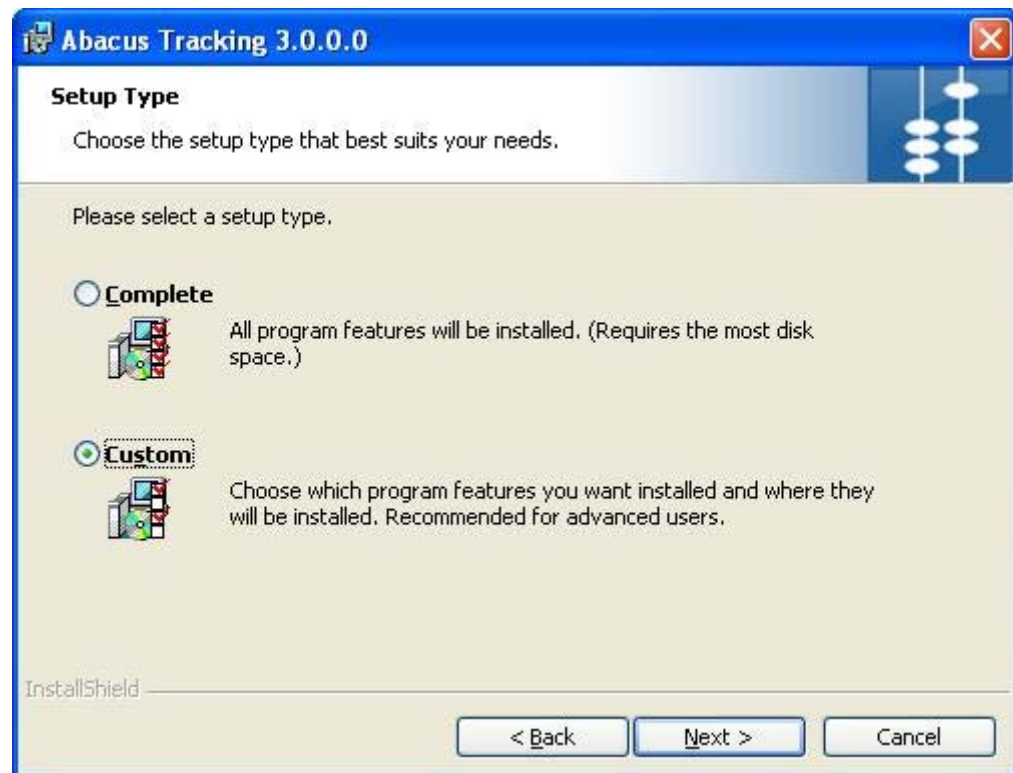 Abacus Tracking 3.0.0.0
Setup Type
Choose the setup type that best suits your needs.
Please select a setup type.
Complete
All program features will be installed. (Requires the most disk
space.)
Custom
Choose which program features you want installed and where they
will be installed. Recommended for advanced users.
InstallShield
< Back
Next >
Cancel